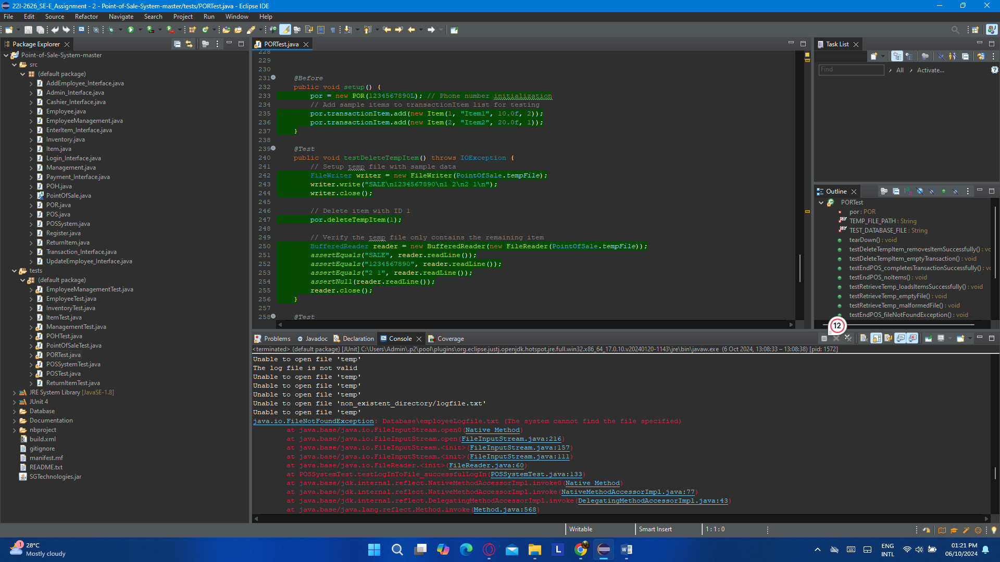 22I-2626_SE-E_Assignment - 2 - Point-of-Sale-System-master/tests/PORTest.java - Eclipse IDE
File Edit Source Refactor Navigate Search Project Run Window Help
Package Explorer
Point-of-Sale-System-master
src
(default package)
AddEmployee_Interface.java
Admin_Interface.java
Cashier_Interface.java
Employee.java
EmployeeManagement.java
EnterItem_Interface.java
Inventory.java
Item.java
Login_Interface.java
Management.java
Payment_Interface.java
POH.java
PointOfSale.java
POR.java
POS.java
POSSystem.java
Register.java
ReturnItem.java
Transaction_Interface.java
UpdateEmployee_Interface.java
tests
(default package)
EmployeeManagementTest.java
EmployeeTest.java
InventoryTest.java
ItemTest.java
ManagementTest.java
POHTest.java
PointOfSaleTest.java
PORTest.java
POSSystemTest.java
POSTest.java
ReturnItemTest.java
JRE System Library [JavaSE-1.8]
JUnit 4
Database
Documentation
nbproject
build.xml
gitignore
manifest.mf
README.txt
SGTechnologies.jar
PORTest.java
228
229
230
231 @Before
232 public void setup() {
233 por = new POR(1234567890L); // Phone number initialization
234 // Add sample items to transactionItem list for testing
235 por.transactionItem.add(new Item(1, "Item1", 10.0f, 2));
236 por.transactionItem.add(new Item(2, "Item2", 20.0f, 1));
237 }
238
239 @Test
240 public void testDeleteTempItem() throws IOException {
241 // Setup temp file with sample data
242 FileWriter writer = new FileWriter(PointOfSale.tempFile);
243 writer.write("SALE\n1234567890\n1 2\n2 1\n");
244 writer.close();
245
246 // Delete item with ID 1
247 por.deleteTempItem(1);
248
249 // Verify the temp file only contains the remaining item
250 BufferedReader reader = new BufferedReader(new FileReader(PointOfSale.tempFile));
251 assertEquals("SALE", reader.readLine());
252 assertEquals("1234567890", reader.readLine());
253 assertEquals("2 1", reader.readLine());
254 assertNull(reader.readLine());
255 reader.close();
256 }
257
258 @Test
Task List
Find All Activate...
Outline
PORTest
por : POR
TEMP_FILE_PATH : String
TEST_DATABASE_FILE : String
tearDown() : void
testDeleteTempItem_removesItemSuccessfully() : vo
testDeleteTempItem_emptyTransaction() : void
testEndPOS_completesTransactionSuccessfully() : v
testEndPOS_noItems() : void
testRetrieveTemp_loadsItemsSuccessfully() : void
testRetrieveTemp_emptyFile() : void
testRetrieveTemp_malformedFile() : void
testEndPOS_fileNotFoundException() : void
12
Problems Javadoc Declaration Console Coverage
<terminated> (default package) [JUnit] C:\Users\Admin\.p2\pool\plugins\org.eclipse.justj.openjdk.hotspot.jre.full.win32.x86_64_17.0.10.v20240120-1143\jre\bin\javaw.exe (6 Oct 2024, 13:08:33 – 13:08:38) [pid: 1572]
Unable to open file 'temp'
The log file is not valid
Unable to open file 'temp'
Unable to open file 'temp'
Unable to open file 'temp'
Unable to open file 'non_existent_directory/logfile.txt'
Unable to open file 'temp'
java.io.FileNotFoundException: Database\employeeLogfile.txt (The system cannot find the file specified)
at java.base/java.io.FileInputStream.open0(Native Method)
at java.base/java.io.FileInputStream.open(FileInputStream.java:216)
at java.base/java.io.FileInputStream.<init>(FileInputStream.java:157)
at java.base/java.io.FileInputStream.<init>(FileInputStream.java:111)
at java.base/java.io.FileReader.<init>(FileReader.java:60)
at POSSystemTest.testLogInToFile_successfulLogIn(POSSystemTest.java:133)
at java.base/jdk.internal.reflect.NativeMethodAccessorImpl.invoke0(Native Method)
at java.base/jdk.internal.reflect.NativeMethodAccessorImpl.invoke(NativeMethodAccessorImpl.java:77)
at java.base/jdk.internal.reflect.DelegatingMethodAccessorImpl.invoke(DelegatingMethodAccessorImpl.java:43)
at java.base/java.lang.reflect.Method.invoke(Method.java:568)
Writable Smart Insert 1 : 1 : 0
1
28°C
Mostly cloudy
ENG
INTL
01:21 PM
06/10/2024